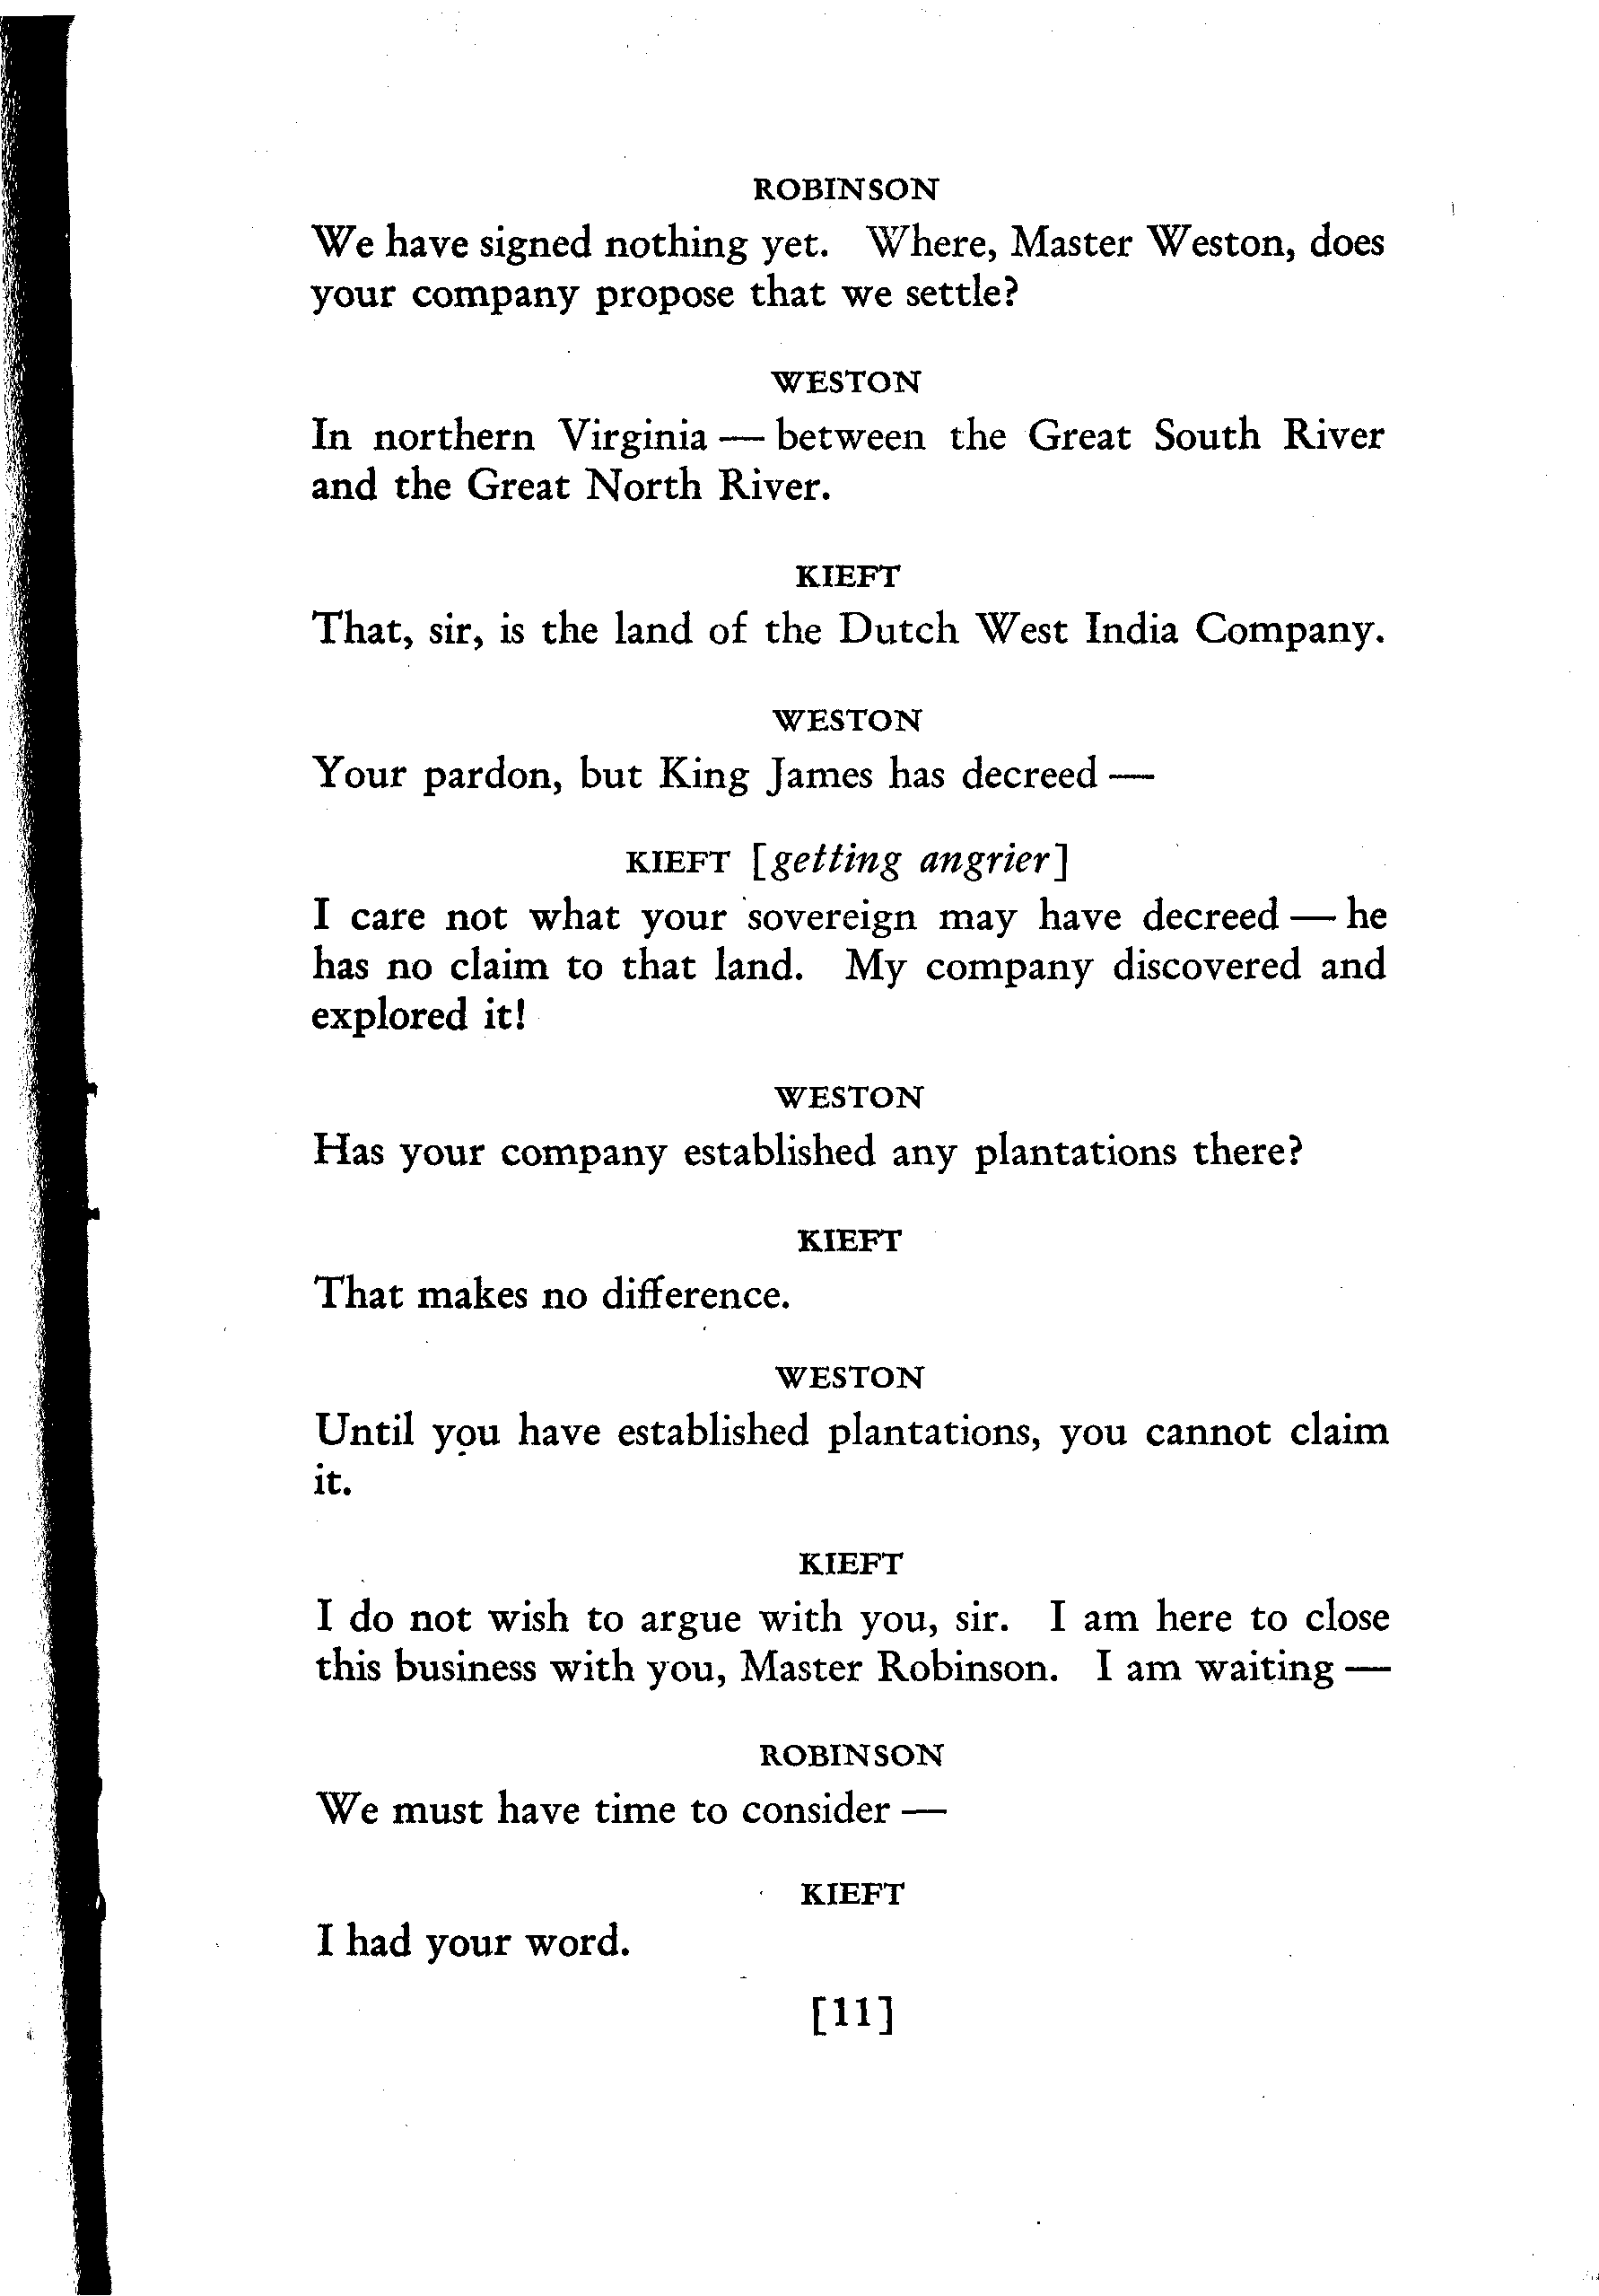 ROBINSON
We have signed nothing yet. Where, Master Weston, does
your company propose that we settle?
WESTON
In northern Virginia — between the Great South River
and the Great North River.
KIEFT
That, sir, is the land of the Dutch West India Company.
WESTON
Your pardon, but King James has decreed —
KIEFT [getting angrier]
I care not what your sovereign may have decreed — he
has no claim to that land. My company discovered and
explored it!
WESTON
Has your company established any plantations there?
KIEFT
That makes no difference.
WESTON
Until you have established plantations, you cannot claim
it.
KIEFT
I do not wish to argue with you, sir. I am here to close
this business with you, Master Robinson. I am waiting —
ROBINSON
We must have time to consider —
KIEFT
I had your word.
[11]